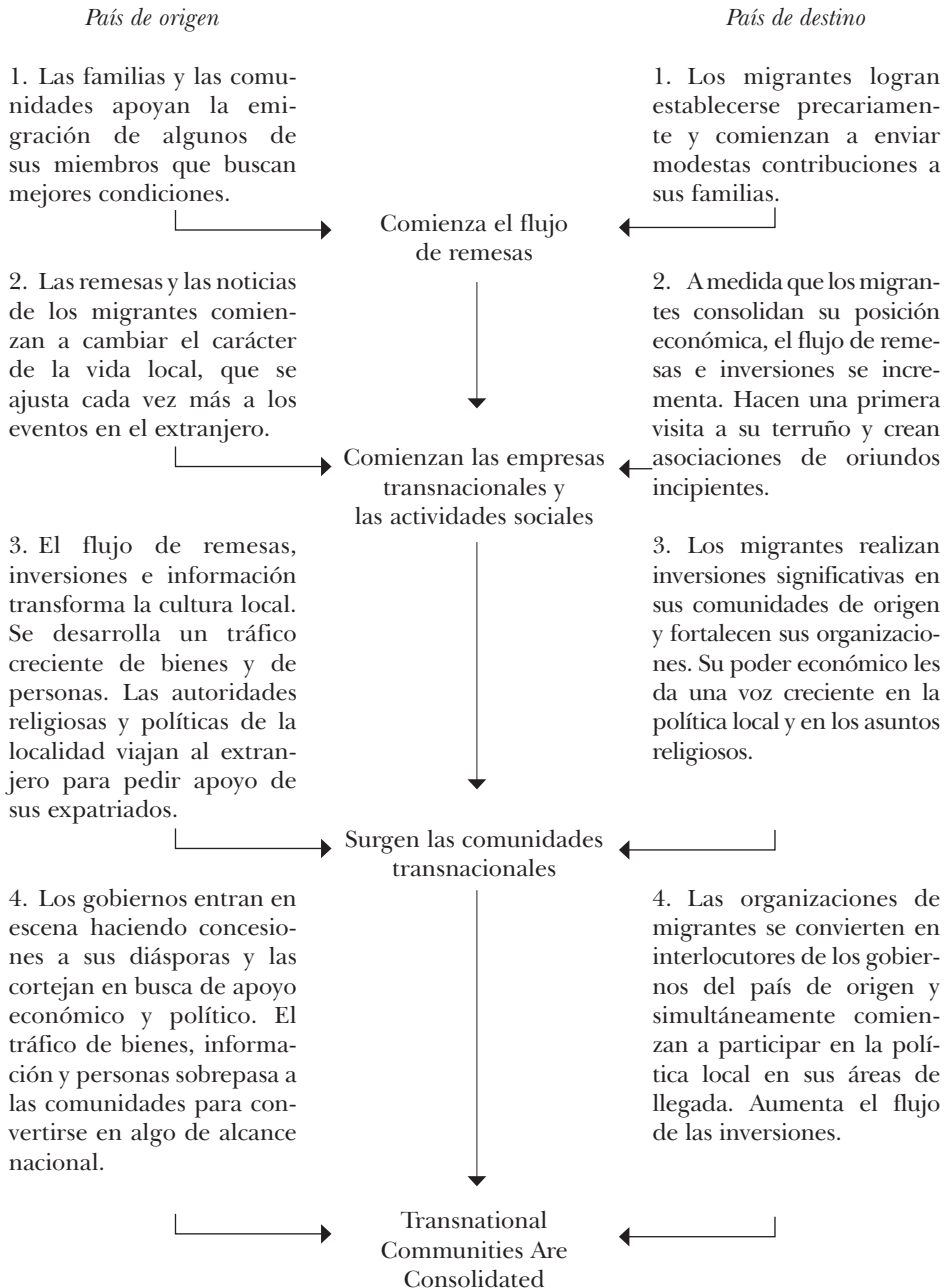 País de origen
País de destino
1. Las familias y las comu-
nidades apoyan la emi-
gración de algunos de
sus miembros que buscan
mejores condiciones.
1. Los migrantes logran
establecerse precariamen-
te y comienzan a enviar
modestas contribuciones a
sus familias.
Comienza el flujo
de remesas
2. Las remesas y las noticias
de los migrantes comien-
zan a cambiar el carácter
de la vida local, que se
ajusta cada vez más a los
eventos en el extranjero.
2. A medida que los migran-
tes consolidan su posición
económica, el flujo de reme-
sas e inversiones se incre-
menta. Hacen una primera
visita a su terruño y crean
asociaciones de oriundos
incipientes.
Comienzan las empresas
transnacionales y
las actividades sociales
3. El flujo de remesas,
inversiones e información
transforma la cultura local.
Se desarrolla un tráfico
creciente de bienes y de
personas. Las autoridades
religiosas y políticas de la
localidad viajan al extran-
jero para pedir apoyo de
sus expatriados.
3. Los migrantes realizan
inversiones significativas en
sus comunidades de origen
y fortalecen sus organizacio-
nes. Su poder económico les
da una voz creciente en la
política local y en los asuntos
religiosos.
Surgen las comunidades
transnacionales
4. Los gobiernos entran en
escena haciendo concesio-
nes a sus diásporas y las
cortejan en busca de apoyo
económico y político. El
tráfico de bienes, informa-
ción y personas sobrepasa a
las comunidades para con-
vertirse en algo de alcance
nacional.
4. Las organizaciones de
migrantes se convierten en
interlocutores de los gobier-
nos del país de origen y
simultáneamente comien-
zan a participar en la polí-
tica local en sus áreas de
llegada. Aumenta el flujo
de las inversiones.
Transnational
Communities Are
Consolidated